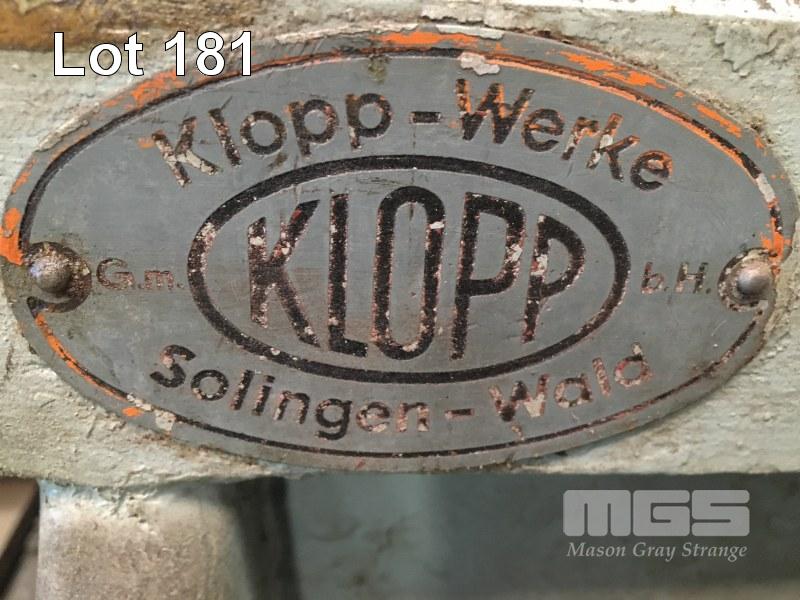 Lot 181
Klopp-Werke
KLOPP
G.m. b.H.
Solingen-Wald
MGS
Mason Gray Strange